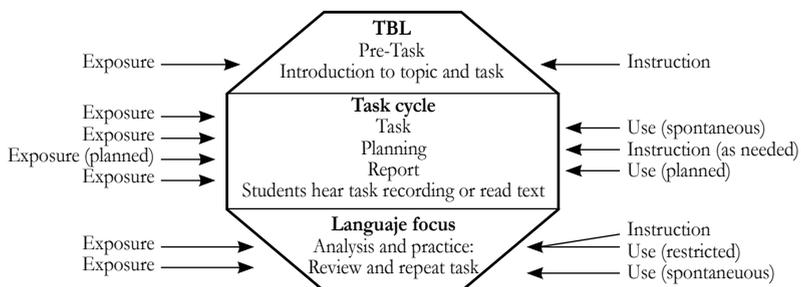 TBL
Pre-Task
Exposure
Introduction to topic and task
Instruction
Task cycle
Exposure
Task
Exposure
Use (spontaneous)
Planning
Exposure (planned)
Instruction (as needed)
Report
Exposure
Use (planned)
Students hear task recording or read text
Languaje focus
Instruction
Exposure
Analysis and practice:
Use (restricted)
Exposure
Review and repeat task
Use (spontaneuous)